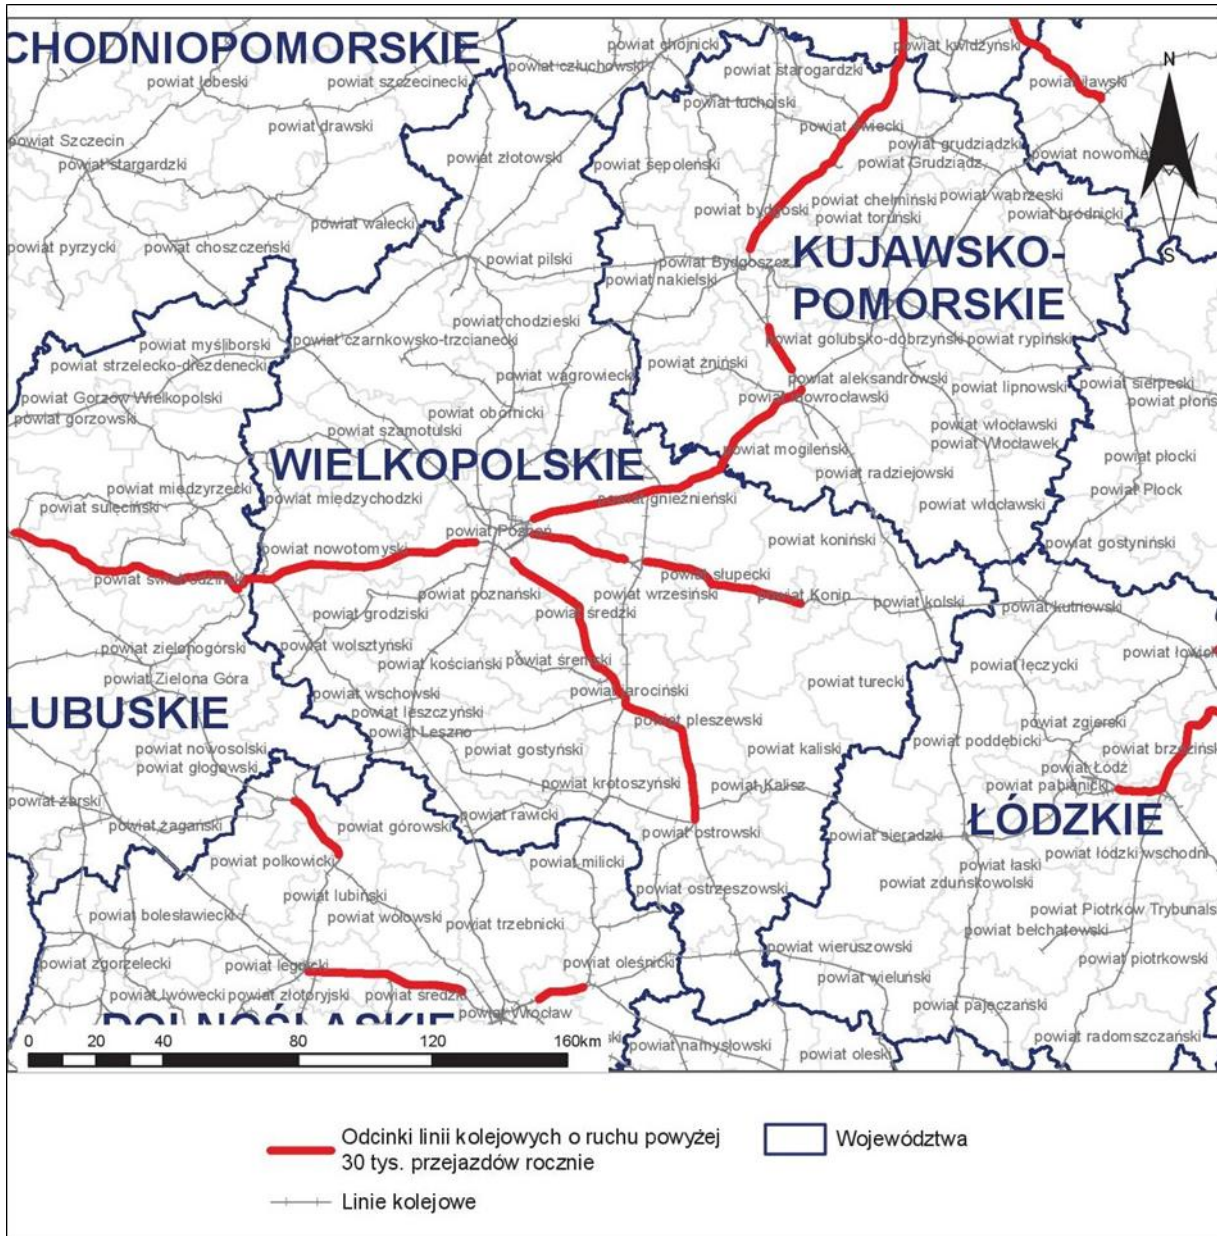 CHODNIOPOMORSKIE
powiat chojnicki
powiat kwidzyński
powiat człuchowski
powiat starogardzki
powiat łobeski
powiat szczecinecki
powiat tucholski
N
powiat drawski
powiat świecki
powiat Szczecin
powiat grudziądzki
powiat stargardzki
powiat złotowski
powiat sępoleński
powiat Grudziądz
powiat chełmiński
powiat wąbrzeski
powiat wałecki
powiat bydgoski
powiat toruński
powiat brodnicki
powiat pyrzycki
powiat choszczeński
KUJAWSKO-
S
powiat pilski
powiat Bydgoszcz
powiat nakielski
POMORSKIE
powiat chodzieski
powiat myśliborski
powiat czarnkowsko-trzcianecki
powiat golubsko-dobrzyński
powiat rypiński
powiat strzelecko-drezdenecki
powiat żniński
powiat wągrowiecki
powiat aleksandrowski
powiat lipnowski
powiat sierpecki
powiat Gorzów Wielkopolski
powiat inowrocławski
powiat płońs
powiat gorzowski
powiat obornicki
powiat szamotulski
powiat włocławski
powiat Włocławek
WIELKOPOLSKIE
powiat mogileński
powiat płocki
powiat radziejowski
powiat międzyrzecki
powiat międzychodzki
powiat gnieźnieński
powiat Płock
powiat sulęciński
powiat włocławski
powiat Poznań
powiat koniński
powiat gostyniński
powiat nowotomyski
powiat świebodziński
powiat słupecki
powiat poznański
powiat wrzesiński
powiat Konin
powiat kolski
powiat kutnowski
powiat grodziski
powiat średzki
powiat zielonogórski
powiat wolsztyński
powiat łowick
powiat kościański
powiat śremski
powiat łęczycki
powiat Zielona Góra
powiat wschowski
powiat jarociński
powiat turecki
LUBUSKIE
powiat leszczyński
powiat pleszewski
powiat zgierski
powiat Leszno
powiat nowosolski
powiat gostyński
powiat kaliski
powiat poddębicki
powiat brzeziński
powiat głogowski
powiat Łódź
powiat krotoszyński
powiat Kalisz
powiat pabianicki
powiat żarski
powiat rawicki
powiat żagański
powiat górowski
powiat ostrowski
powiat sieradzki
ŁÓDZKIE
powiat polkowicki
powiat milicki
powiat łódzki wschodni
powiat łaski
powiat lubiński
powiat ostrzeszowski
powiat zduńskowolski
powiat bolesławiecki
powiat wołowski
powiat trzebnicki
powiat Piotrków Trybunals
powiat bełchatowski
powiat wieruszowski
powiat zgorzelecki
powiat legnicki
powiat oleśnicki
powiat piotrkowski
powiat wieluński
powiat lwówecki
powiat złotoryjski
powiat średzki
powiat pajęczański
DOLNOŚLĄSKIE
powiat Wrocław
powiat radomszczański
powiat namysłowski
powiat oleski
0 20 40 80 120 160km
Odcinki linii kolejowych o ruchu powyżej
30 tys. przejazdów rocznie
Województwa
Linie kolejowe